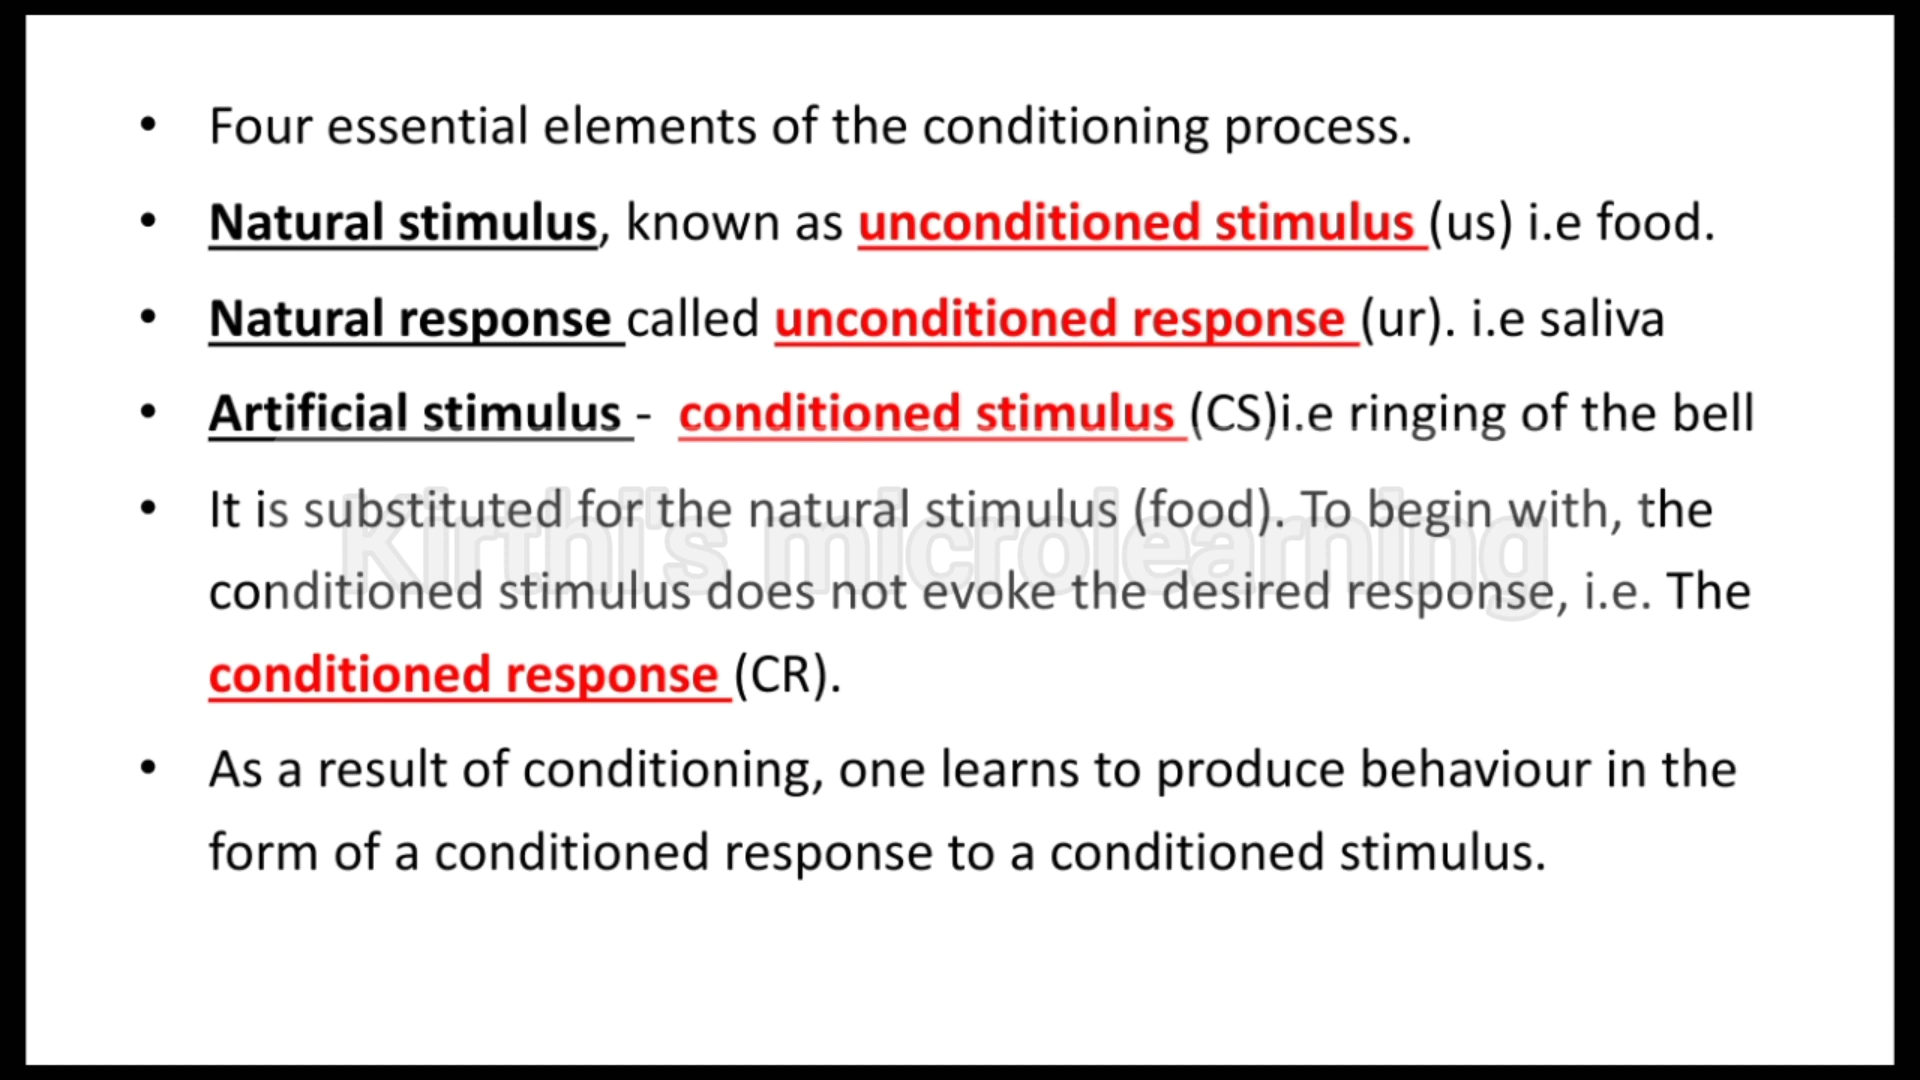 • Four essential elements of the conditioning process.
• Natural stimulus, known as unconditioned stimulus (us) i.e food.
• Natural response called unconditioned response (ur). i.e saliva
• Artificial stimulus - conditioned stimulus (CS)i.e ringing of the bell
• It is substituted for the natural stimulus (food). To begin with, the
Kirthi's microlearning
conditioned stimulus does not evoke the desired response, i.e. The
conditioned response (CR).
• As a result of conditioning, one learns to produce behaviour in the
form of a conditioned response to a conditioned stimulus.